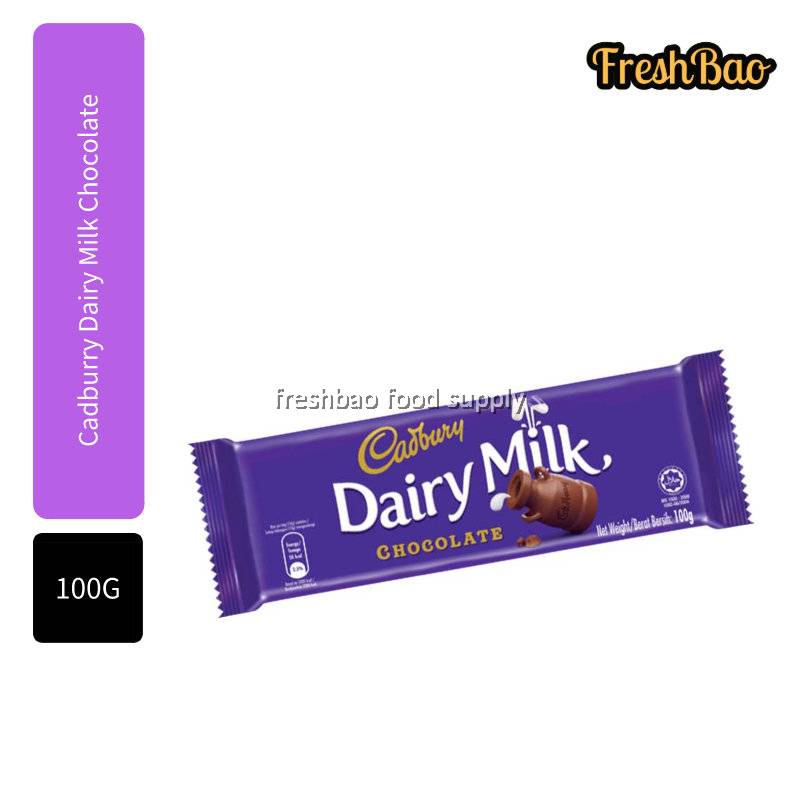 FreshBao
Cadburry Dairy Milk Chocolate
100G
freshbao food supply
Cadbury
Dairy Milk
CHOCOLATE
Net Weight/Berat Bersih: 100g